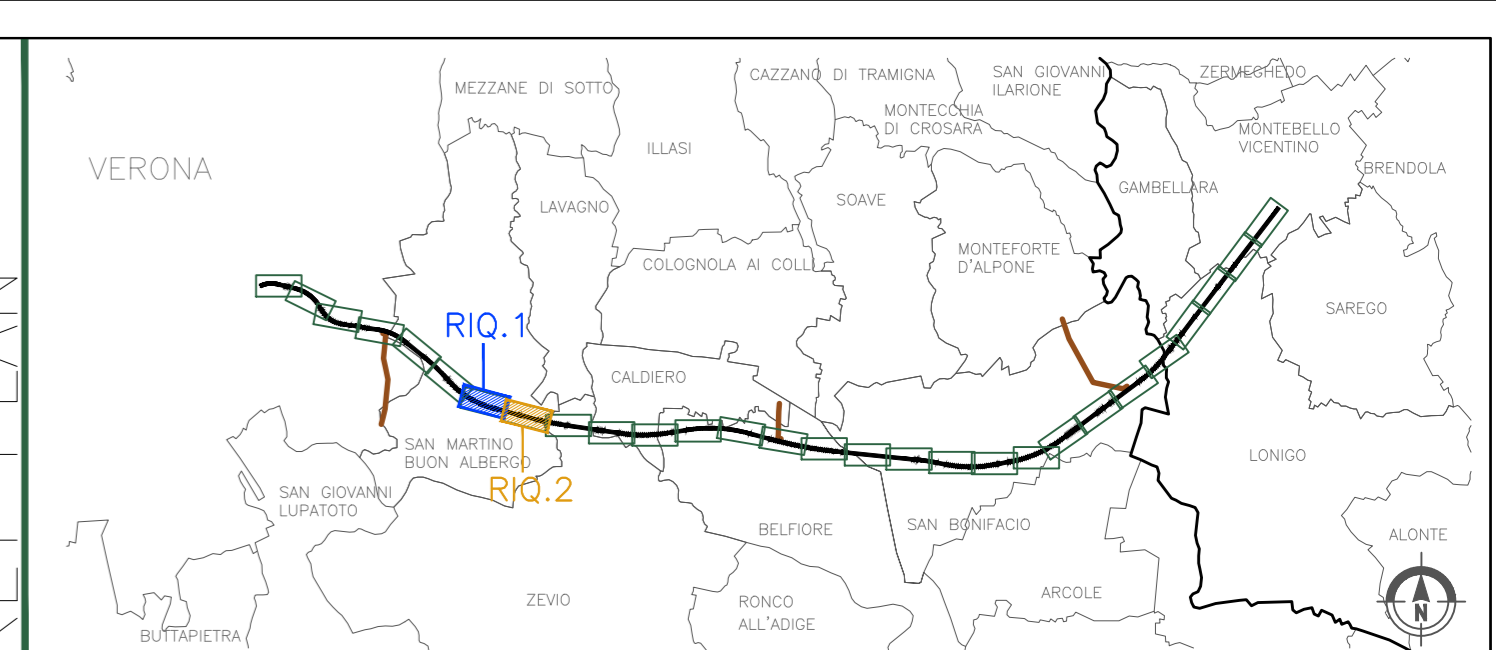 CAZZANO DI TRAMIGNA
SAN GIOVANNI
ILARIONE
ZERMEGHEDO
MEZZANE DI SOTTO
MONTECCHIA
DI CROSARA
MONTEBELLO
VICENTINO
ILLASI
VERONA
BRENDOLA
GAMBELLARA
LAVAGNO
SOAVE
MONTEFORTE
D'ALPONE
COLOGNOLA AI COLLI
SAREGO
RIQ.1
CALDIERO
SAN MARTINO
BUON ALBERGO
LONIGO
RIQ.2
SAN GIOVANNI
LUPATOTO
BELFIORE
SAN BONIFACIO
ALONTE
ARCOLE
ZEVIO
RONCO
ALL'ADIGE
N
BUTTAPIETRA